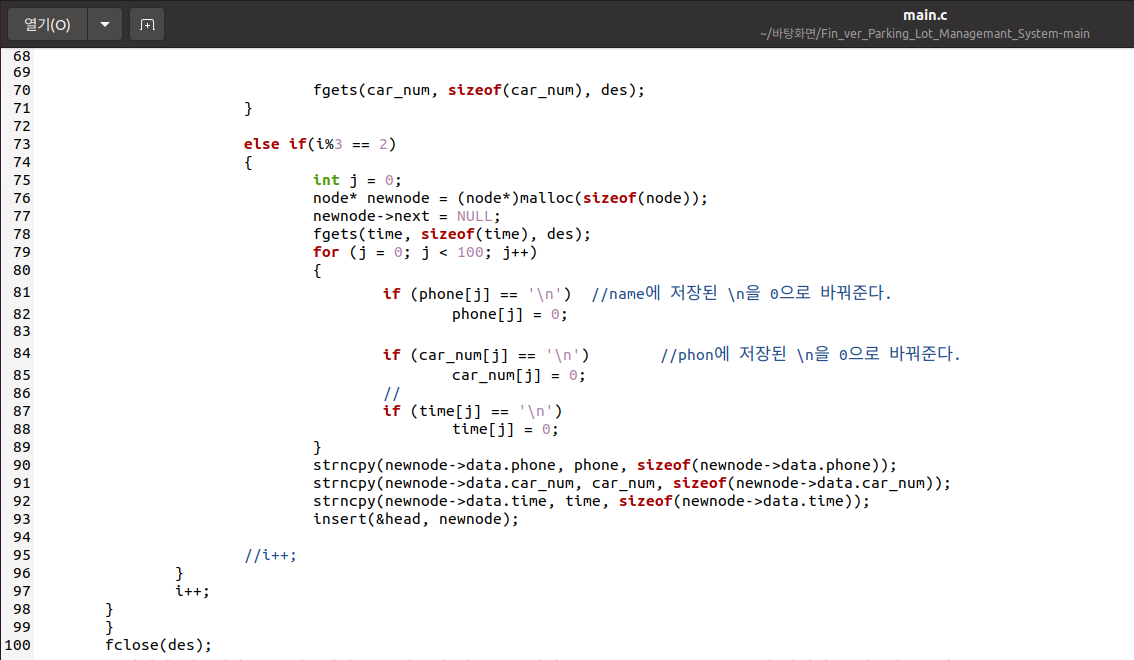 열기(O)
main.c
~/바탕화면/Fin_ver_Parking_Lot_Managemant_System-main
68
69
70 fgets(car_num, sizeof(car_num), des);
71 }
72
73 else if(i%3 == 2)
74 {
75 int j = 0;
76 node* newnode = (node*)malloc(sizeof(node));
77 newnode->next = NULL;
78 fgets(time, sizeof(time), des);
79 for (j = 0; j < 100; j++)
80 {
81 if (phone[j] == '\n') //name에 저장된 \n을 0으로 바꿔준다.
82 phone[j] = 0;
83
84 if (car_num[j] == '\n') //phon에 저장된 \n을 0으로 바꿔준다.
85 car_num[j] = 0;
86 //
87 if (time[j] == '\n')
88 time[j] = 0;
89 }
90 strncpy(newnode->data.phone, phone, sizeof(newnode->data.phone));
91 strncpy(newnode->data.car_num, car_num, sizeof(newnode->data.car_num));
92 strncpy(newnode->data.time, time, sizeof(newnode->data.time));
93 insert(&head, newnode);
94
95 //i++;
96 }
97 i++;
98 }
99 }
100 fclose(des);